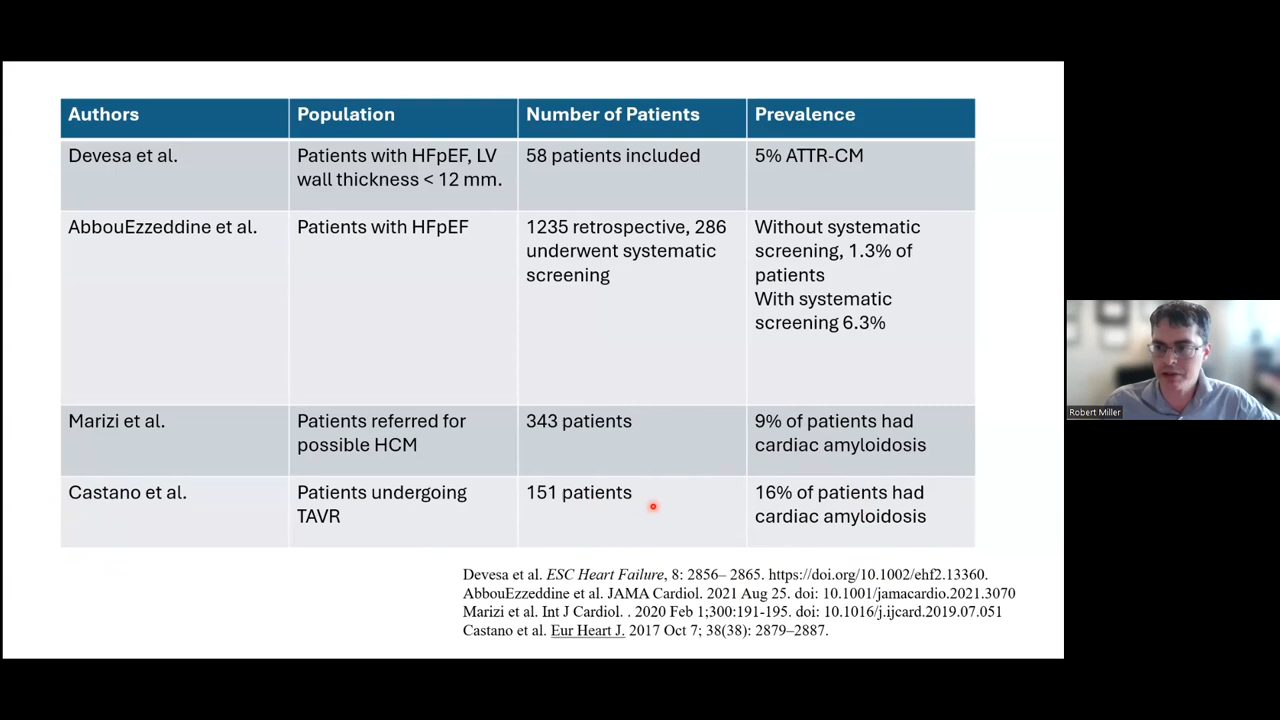 Authors
Population
Number of Patients
Prevalence
Devesa et al.
Patients with HFpEF, LV
wall thickness < 12 mm.
58 patients included
5% ATTR-CM
AbbouEzzeddine et al.
Patients with HFpEF
1235 retrospective, 286
underwent systematic
screening
Without systematic
screening, 1.3% of
patients
With systematic
screening 6.3%
Marizi et al.
Patients referred for
possible HCM
343 patients
9% of patients had
cardiac amyloidosis
Castano et al.
Patients undergoing
TAVR
151 patients
16% of patients had
cardiac amyloidosis
Devesa et al. ESC Heart Failure, 8: 2856– 2865. https://doi.org/10.1002/ehf2.13360.
AbbouEzzeddine et al. JAMA Cardiol. 2021 Aug 25. doi: 10.1001/jamacardio.2021.3070
Marizi et al. Int J Cardiol. . 2020 Feb 1;300:191-195. doi: 10.1016/j.ijcard.2019.07.051
Castano et al. Eur Heart J. 2017 Oct 7; 38(38): 2879–2887.
Robert Miller